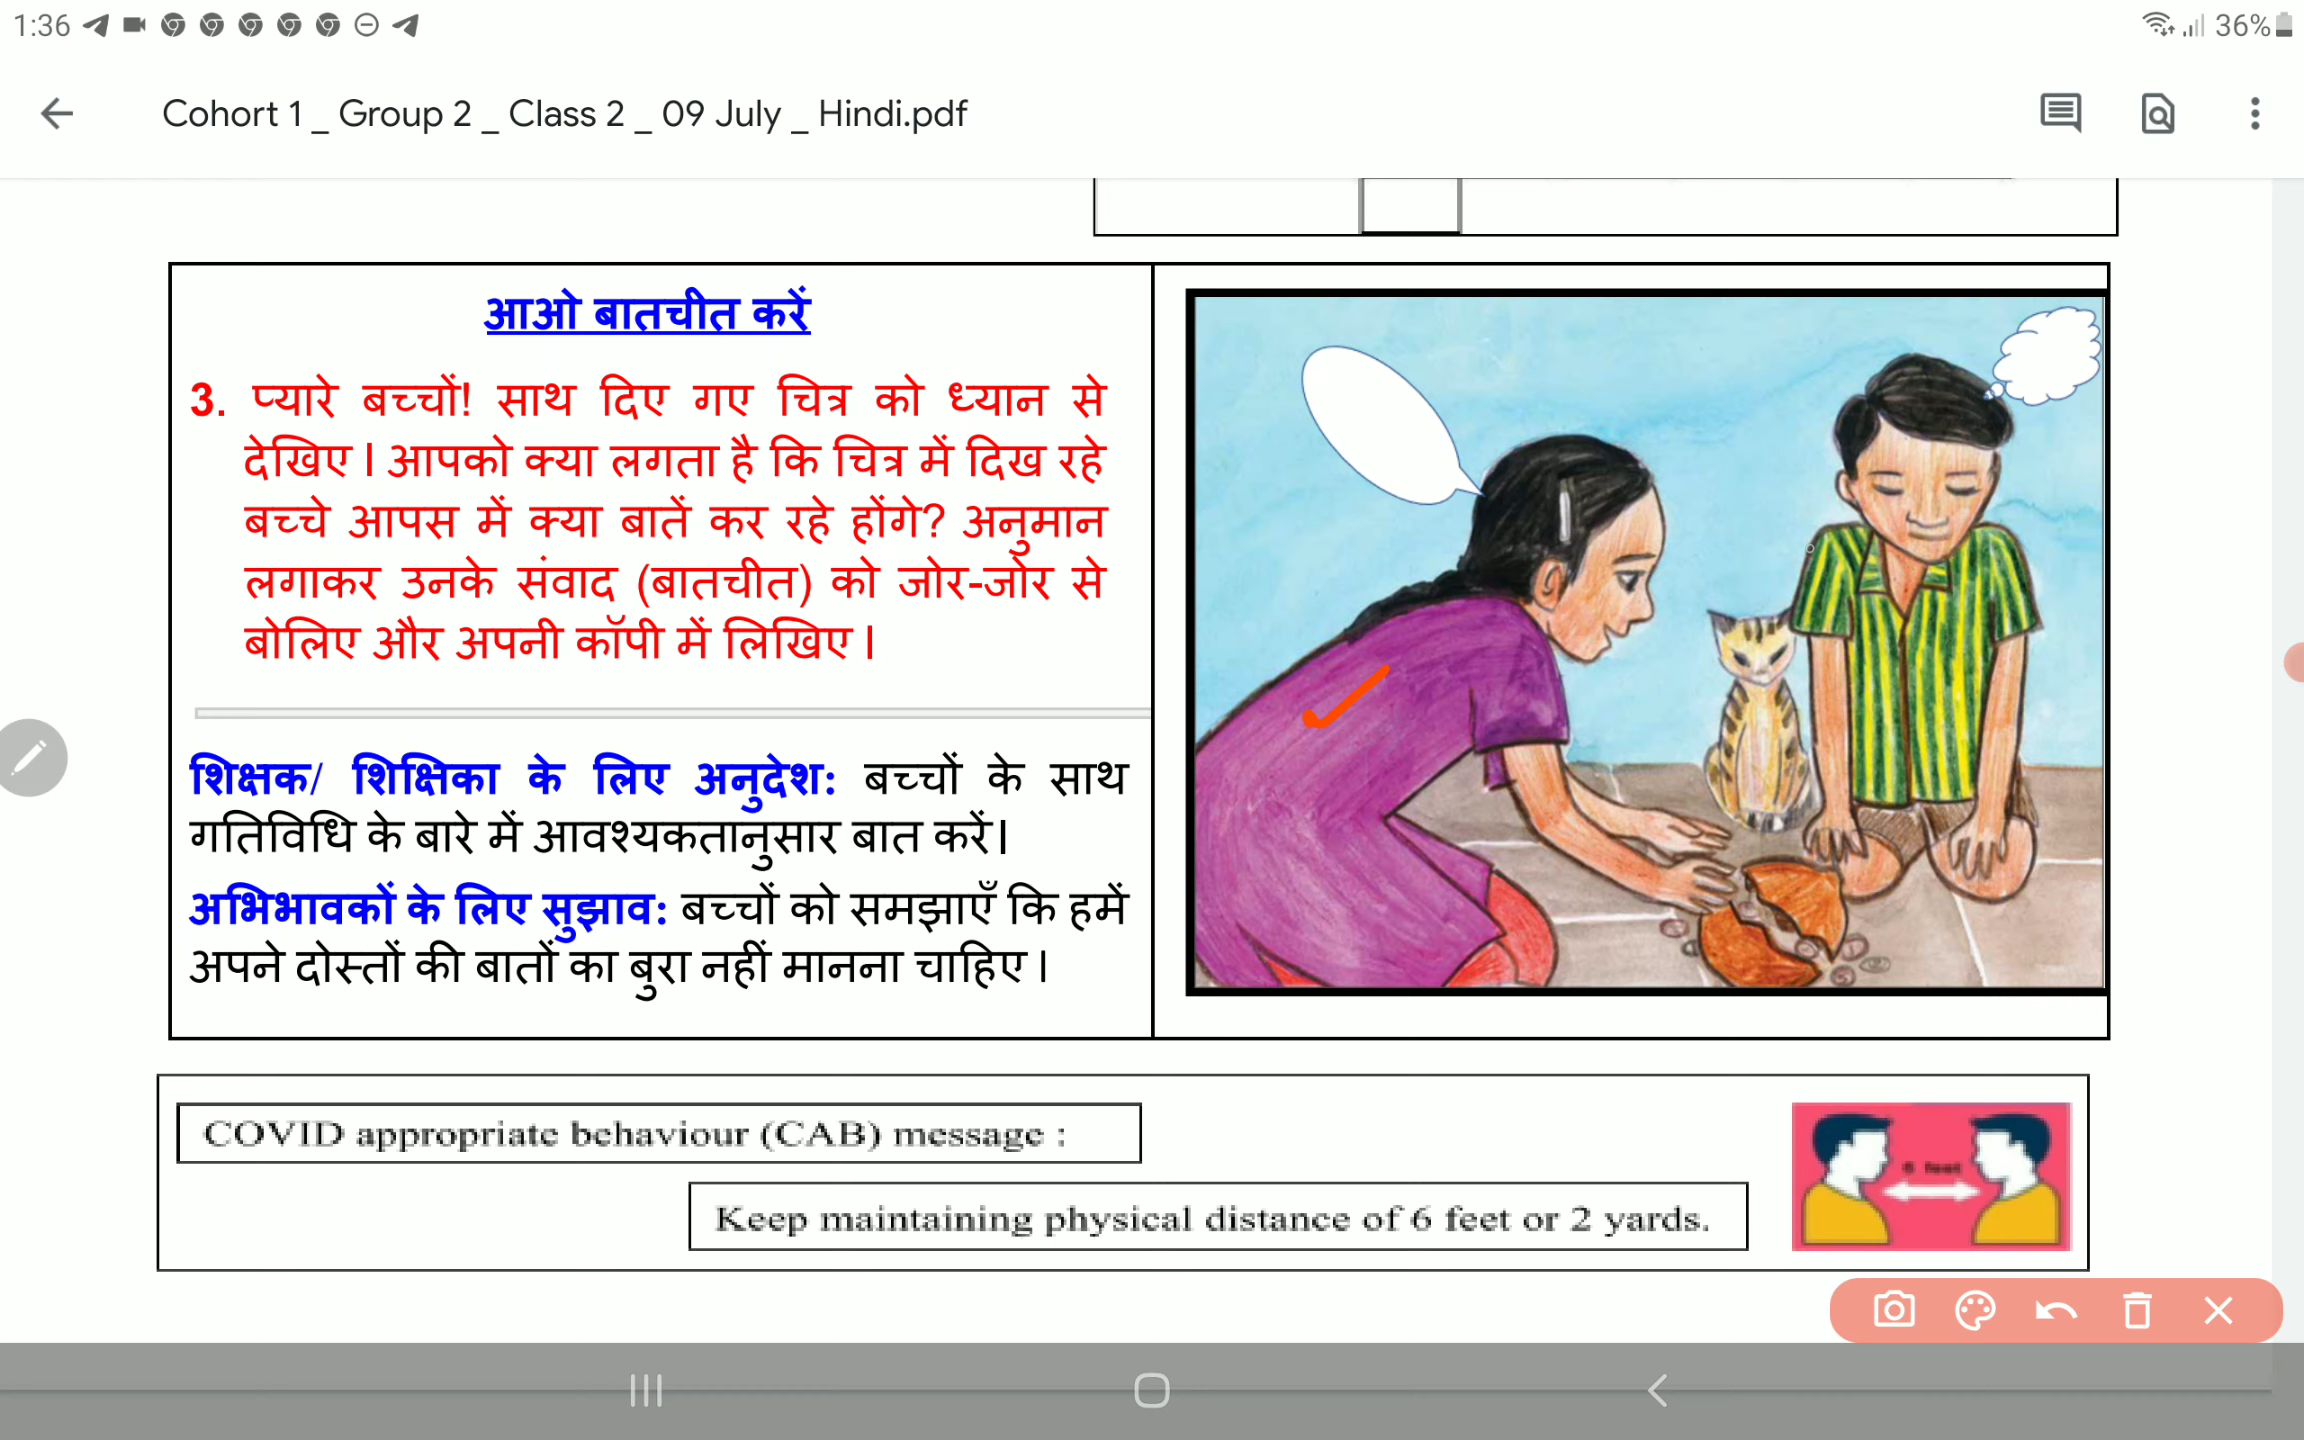 1:36
36%
Cohort 1 _ Group 2 _ Class 2 _ 09 July _ Hindi.pdf
आओ बातचीत करें
3. प्यारे बच्चों! साथ दिए गए चित्र को ध्यान से
देखिए। आपको क्या लगता है कि चित्र में दिख रहे
बच्चे आपस में क्या बातें कर रहे होंगे? अनुमान
लगाकर उनके संवाद (बातचीत) को जोर-जोर से
बोलिए और अपनी कॉपी में लिखिए।
शिक्षक/ शिक्षिका के लिए अनुदेश: बच्चों के साथ
गतिविधि के बारे में आवश्यकतानुसार बात करें।
अभिभावकों के लिए सुझाव: बच्चों को समझाएँ कि हमें
अपने दोस्तों की बातों का बुरा नहीं मानना चाहिए।
COVID appropriate behaviour (CAB) message :
6 feet
Keep maintaining physical distance of 6 feet or 2 yards.